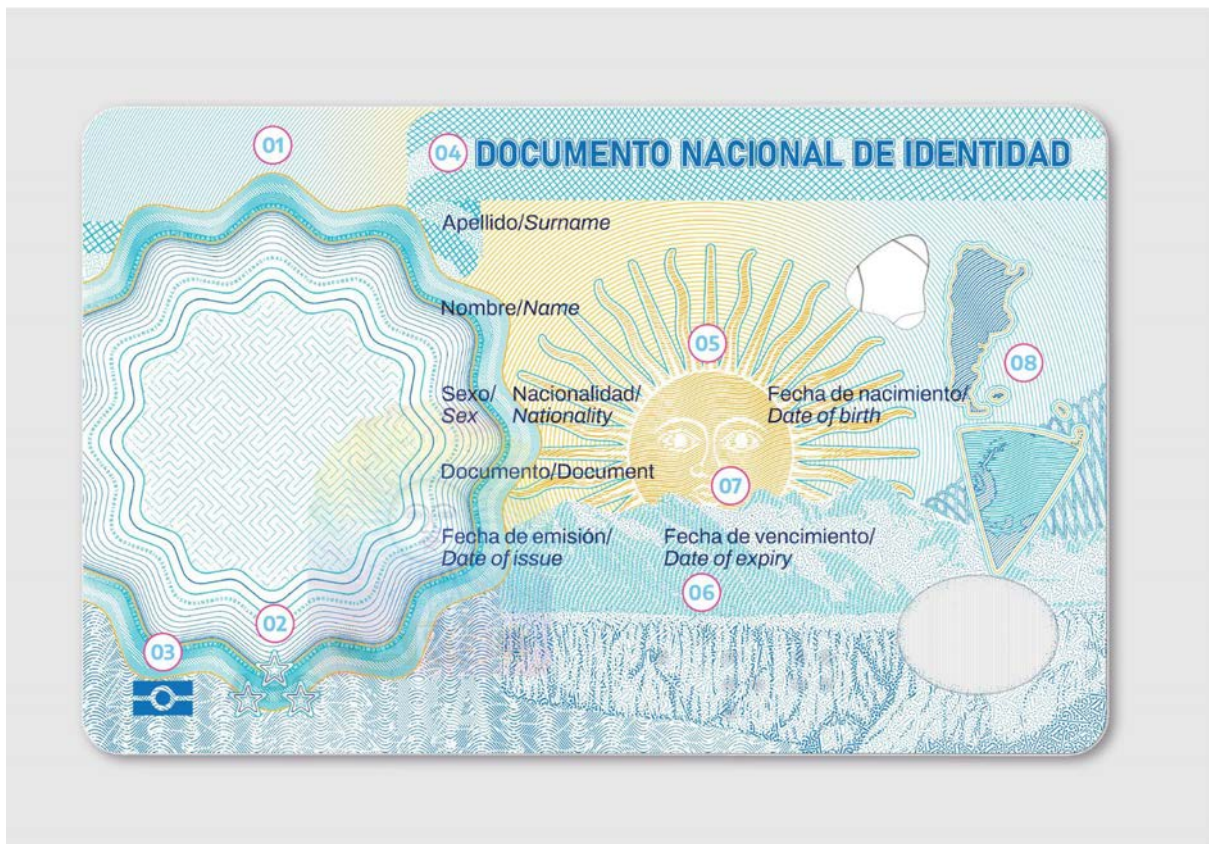 01
04 DOCUMENTO NACIONAL DE IDENTIDAD
Apellido/Surname
Nombre/Name
05
08
Sexo/ Nacionalidad/ Fecha de nacimiento/
Sex Nationality Date of birth
Documento/Document
07
Fecha de emisión/ Fecha de vencimiento/
Date of issue Date of expiry
06
02
03